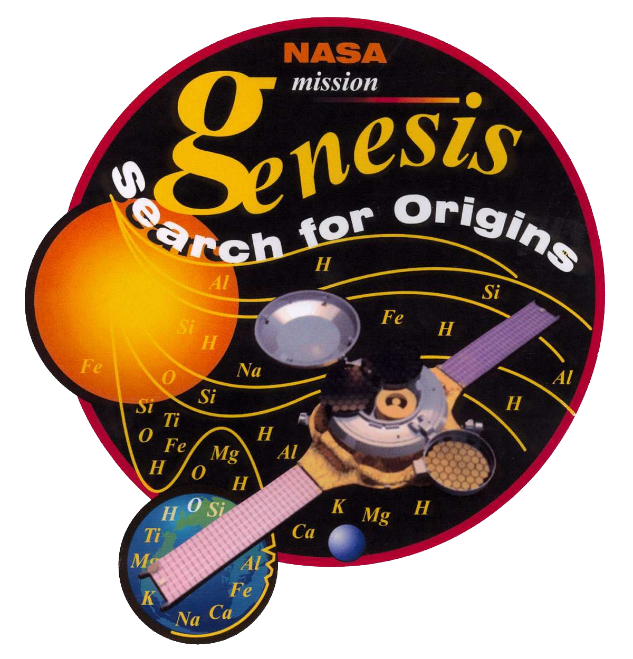 NASA
mission
genesis
Search for Origins
H
Al
Si
Fe
H
Si
H
Na
Fe
O
Al
Si
Si
H
Ti
O
Fe
H
Mg
Al
H
O
H
K
Mg
H
Ca
H
O
Si
Ti
Mg
Al
K
Fe
Na
Ca